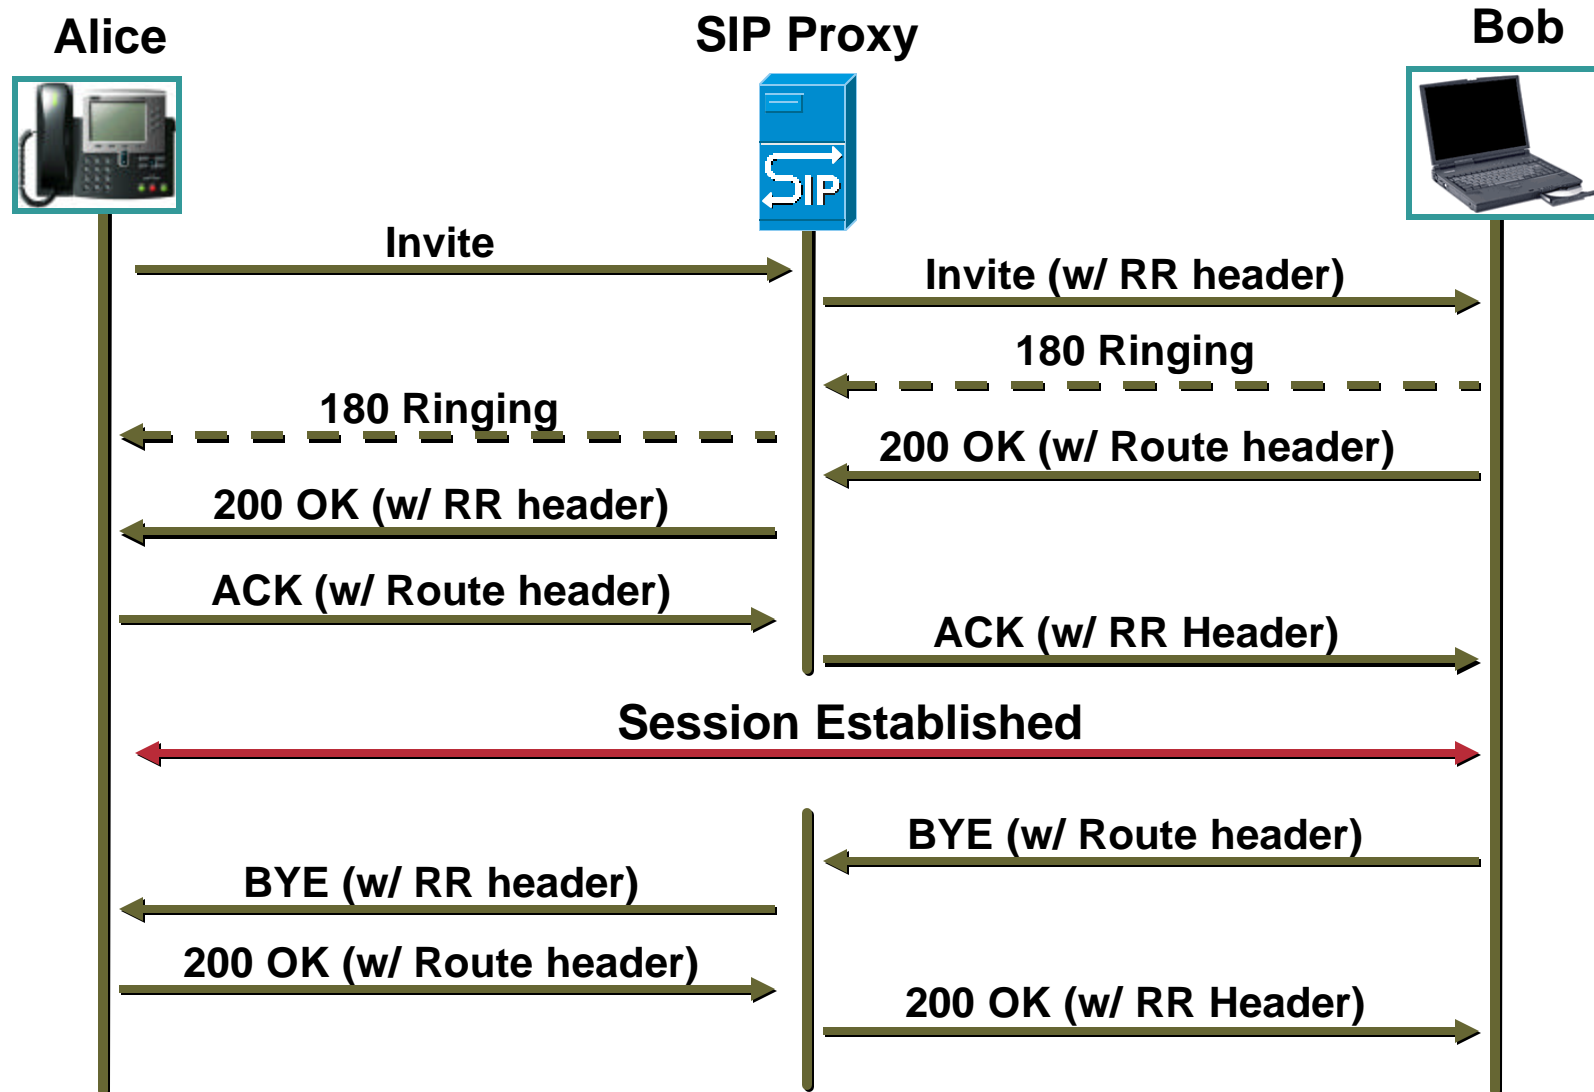 Alice
SIP Proxy
Bob
SIP
Invite
Invite (w/ RR header)
180 Ringing
180 Ringing
200 OK (w/ Route header)
200 OK (w/ RR header)
ACK (w/ Route header)
ACK (w/ RR Header)
Session Established
BYE (w/ Route header)
BYE (w/ RR header)
200 OK (w/ Route header)
200 OK (w/ RR Header)